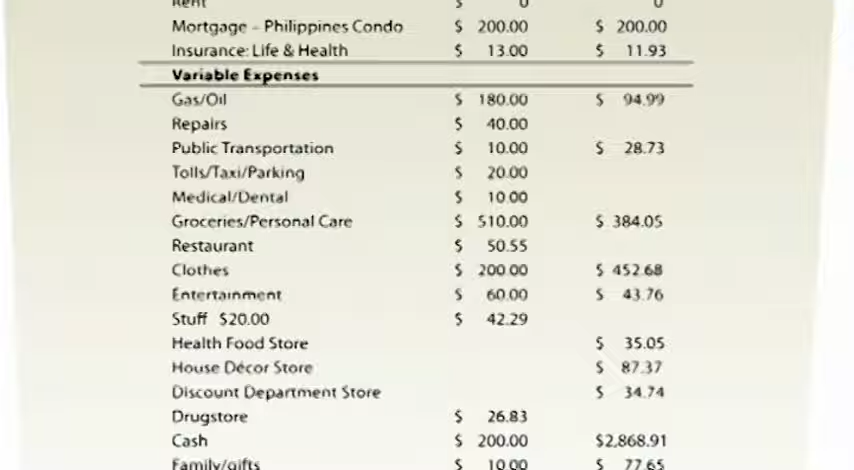 Rent $ 0 0
Mortgage – Philippines Condo $ 200.00 $ 200.00
Insurance: Life & Health $ 13.00 $ 11.93
Variable Expenses
Gas/Oil $ 180.00 $ 94.99
Repairs $ 40.00
Public Transportation $ 10.00 $ 28.73
Tolls/Taxi/Parking $ 20.00
Medical/Dental $ 10.00
Groceries/Personal Care $ 510.00 $ 384.05
Restaurant $ 50.55
Clothes $ 200.00 $ 452.68
Entertainment $ 60.00 $ 43.76
Stuff $20.00 $ 42.29
Health Food Store $ 35.05
House Décor Store $ 87.37
Discount Department Store $ 34.74
Drugstore $ 26.83
Cash $ 200.00 $2,868.91
Family/gifts $ 10.00 $ 77.65